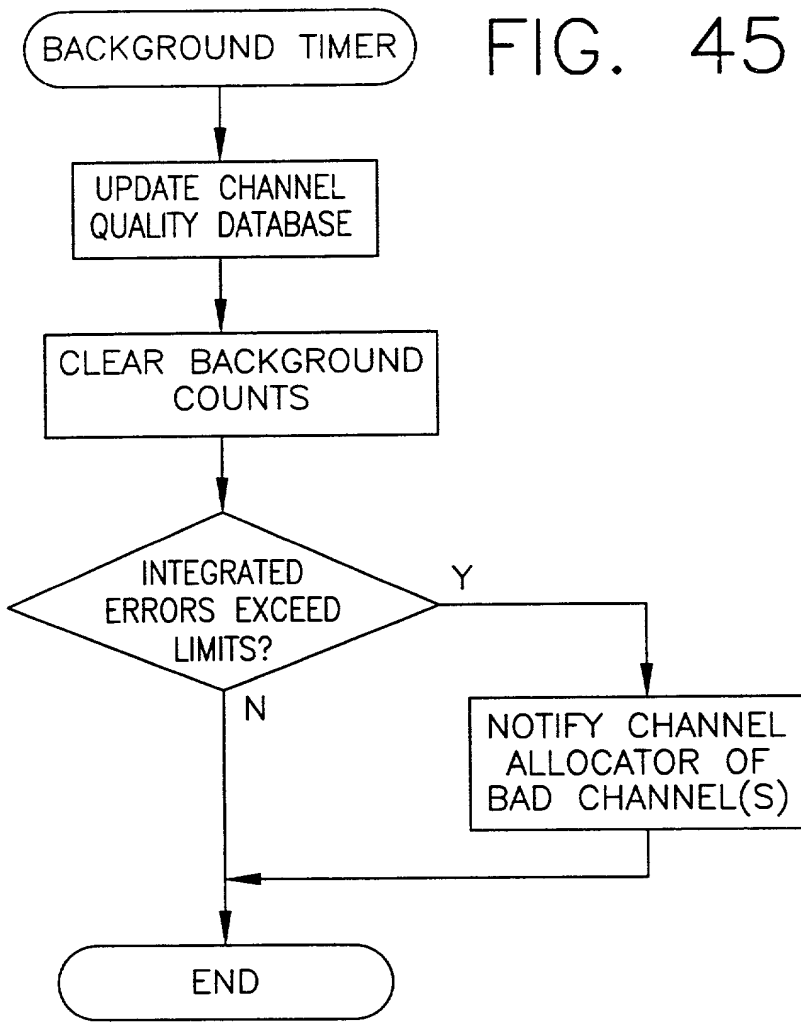 BACKGROUND TIMER
FIG. 45
UPDATE CHANNEL
QUALITY DATABASE
CLEAR BACKGROUND
COUNTS
INTEGRATED
ERRORS EXCEED
LIMITS?
Y
N
NOTIFY CHANNEL
ALLOCATOR OF
BAD CHANNEL(S)
END